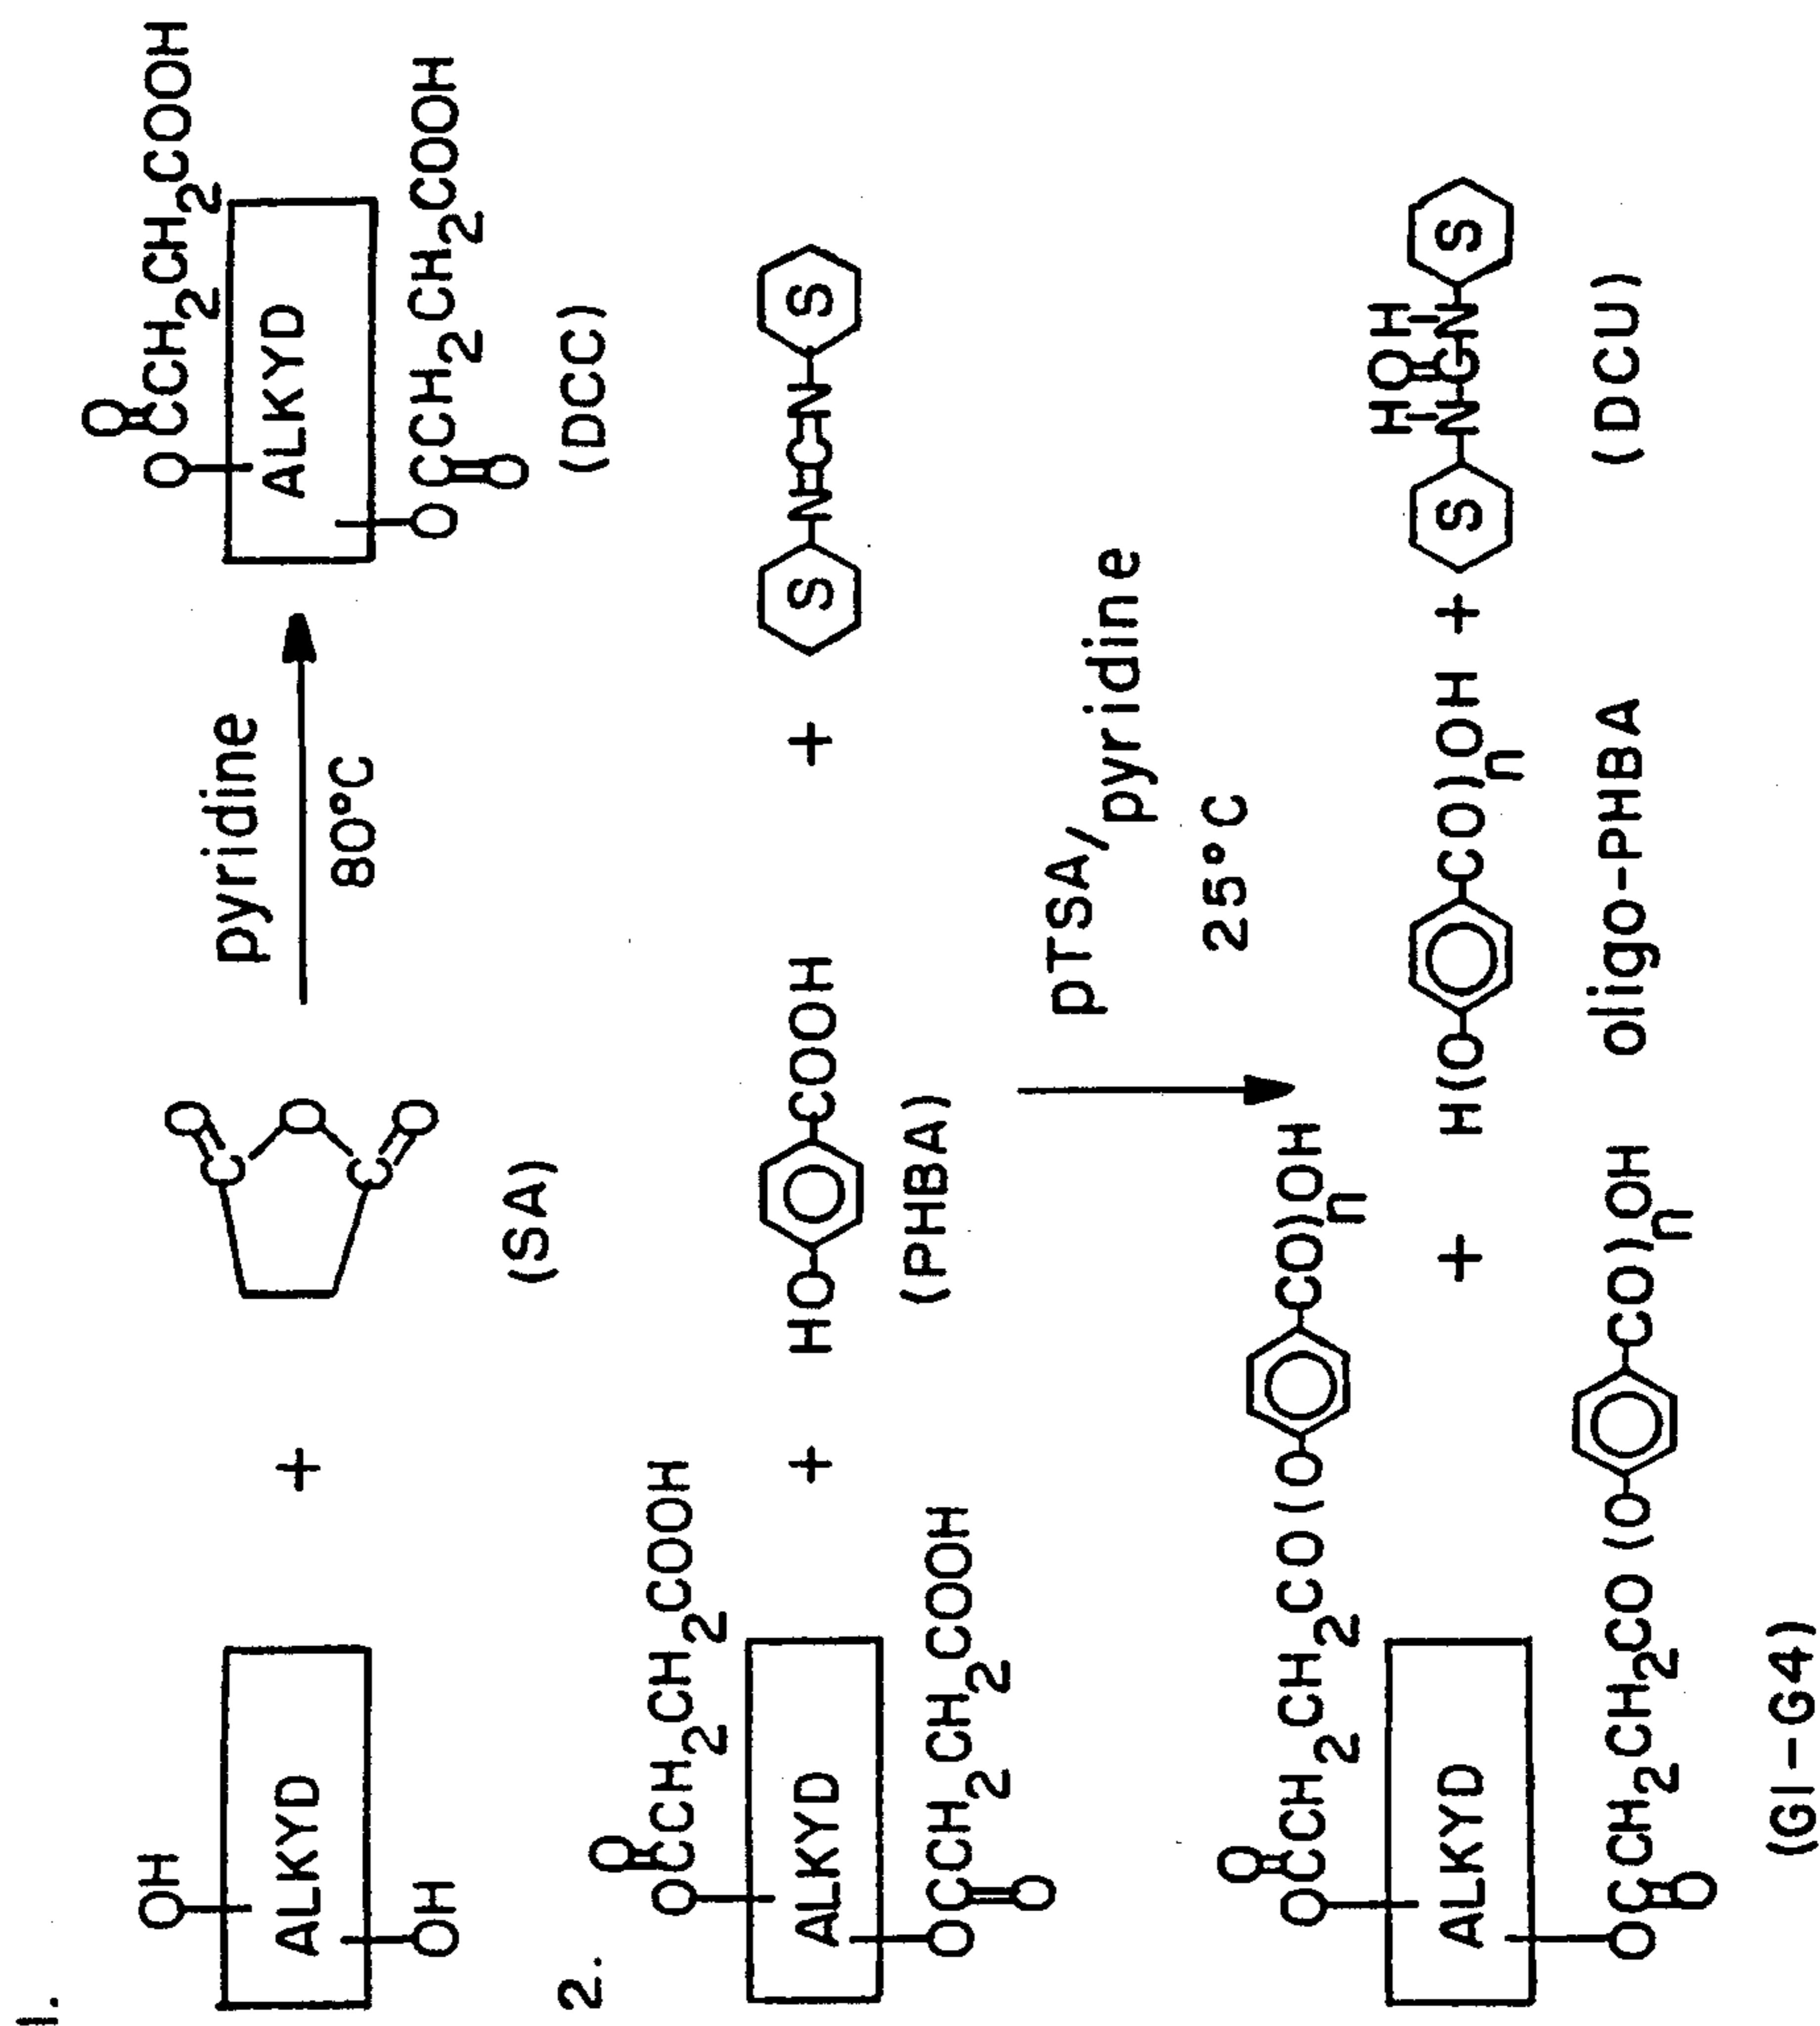 1.
OH
ALKYD
OH
+
O
C
O
C
O
(SA)
pyridine
80°C
O
OCCH2CH2COOH
ALKYD
OCCH2CH2COOH
O
2.
O
OCCH2CH2COOH
ALKYD
OCCH2CH2COOH
O
+
HO COOH
(PHBA)
+
(DCC)
S N=C=N S
pTSA/pyridine
25°C
O
OCCH2CH2CO(O CO)nOH
ALKYD
OCCH2CH2CO(O CO)nOH
O
(G1-G4)
+
H(O CO)nOH
oligo-PHBA
+
H O H
S N-C-N S
(DCU)